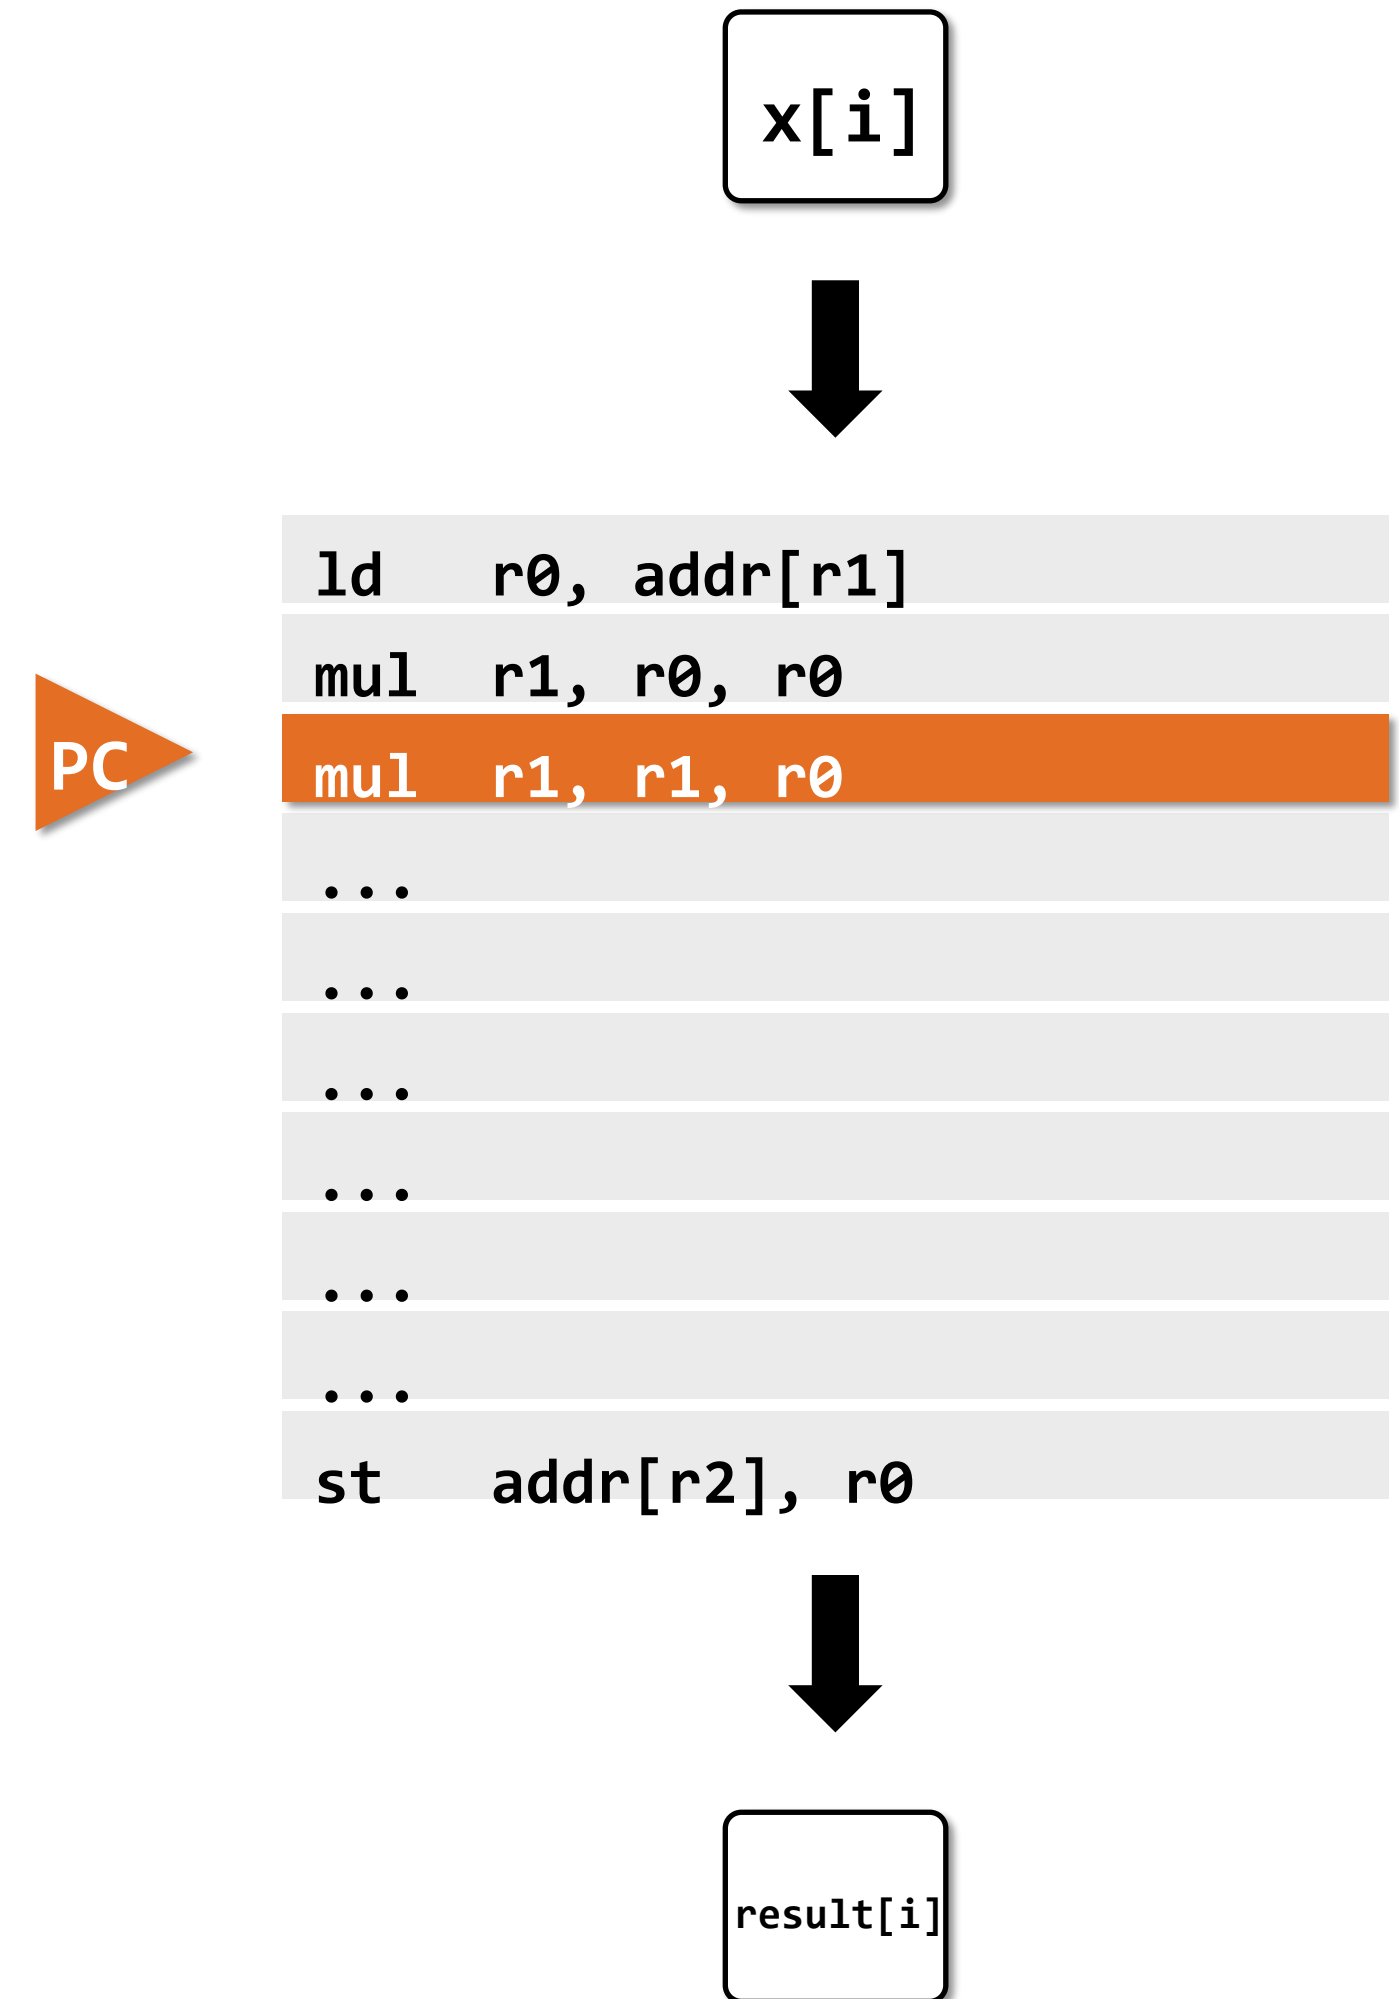 x[i]
ld   r0, addr[r1]
mul  r1, r0, r0
PC
mul  r1, r1, r0
...
...
...
...
...
...
st   addr[r2], r0
result[i]